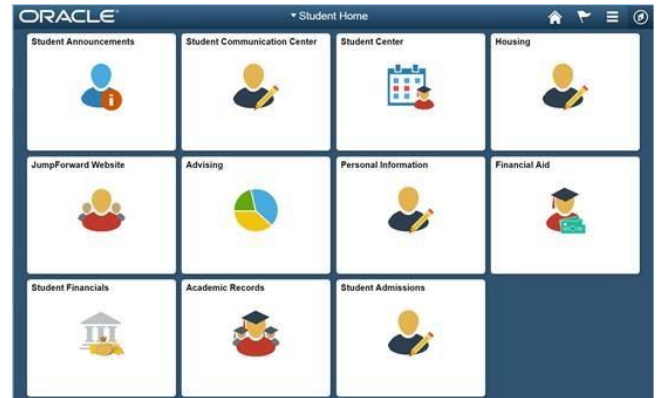 ORACLE
Student Home
Student Announcements
Student Communication Center
Student Center
Housing
JumpForward Website
Advising
Personal Information
Financial Aid
Student Financials
Academic Records
Student Admissions